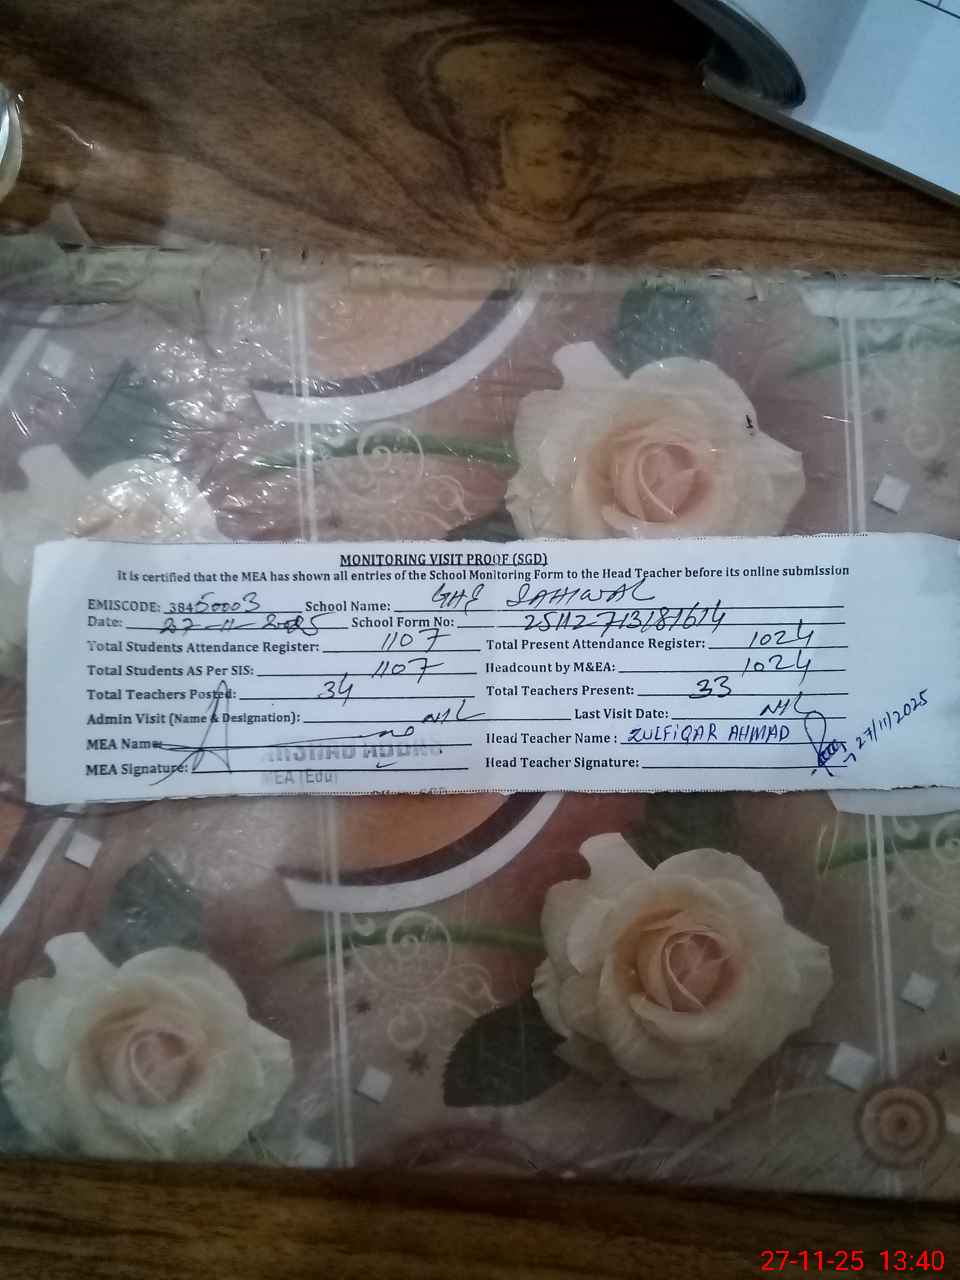 MONITORING VISIT PROOF (SGD)
It is certified that the MEA has shown all entries of the School Monitoring Form to the Head Teacher before its online submission
EMISCODE: 38450003 School Name: GHS SAHIWAL
Date: 27-11-2025 School Form No:
Total Students Attendance Register: 1107 Total Present Attendance Register: 1024
Total Students AS Per SIS: 1107 Headcount by M&EA: 1024
Total Teachers Posted: 34 Total Teachers Present: 33
Admin Visit (Name & Designation): NIL Last Visit Date: NIL
MEA Name: Head Teacher Name : ZULFiQAR AHMAD
MEA Signature: MEA (Edu) Head Teacher Signature: 27/11/2025
27-11-25 13:40